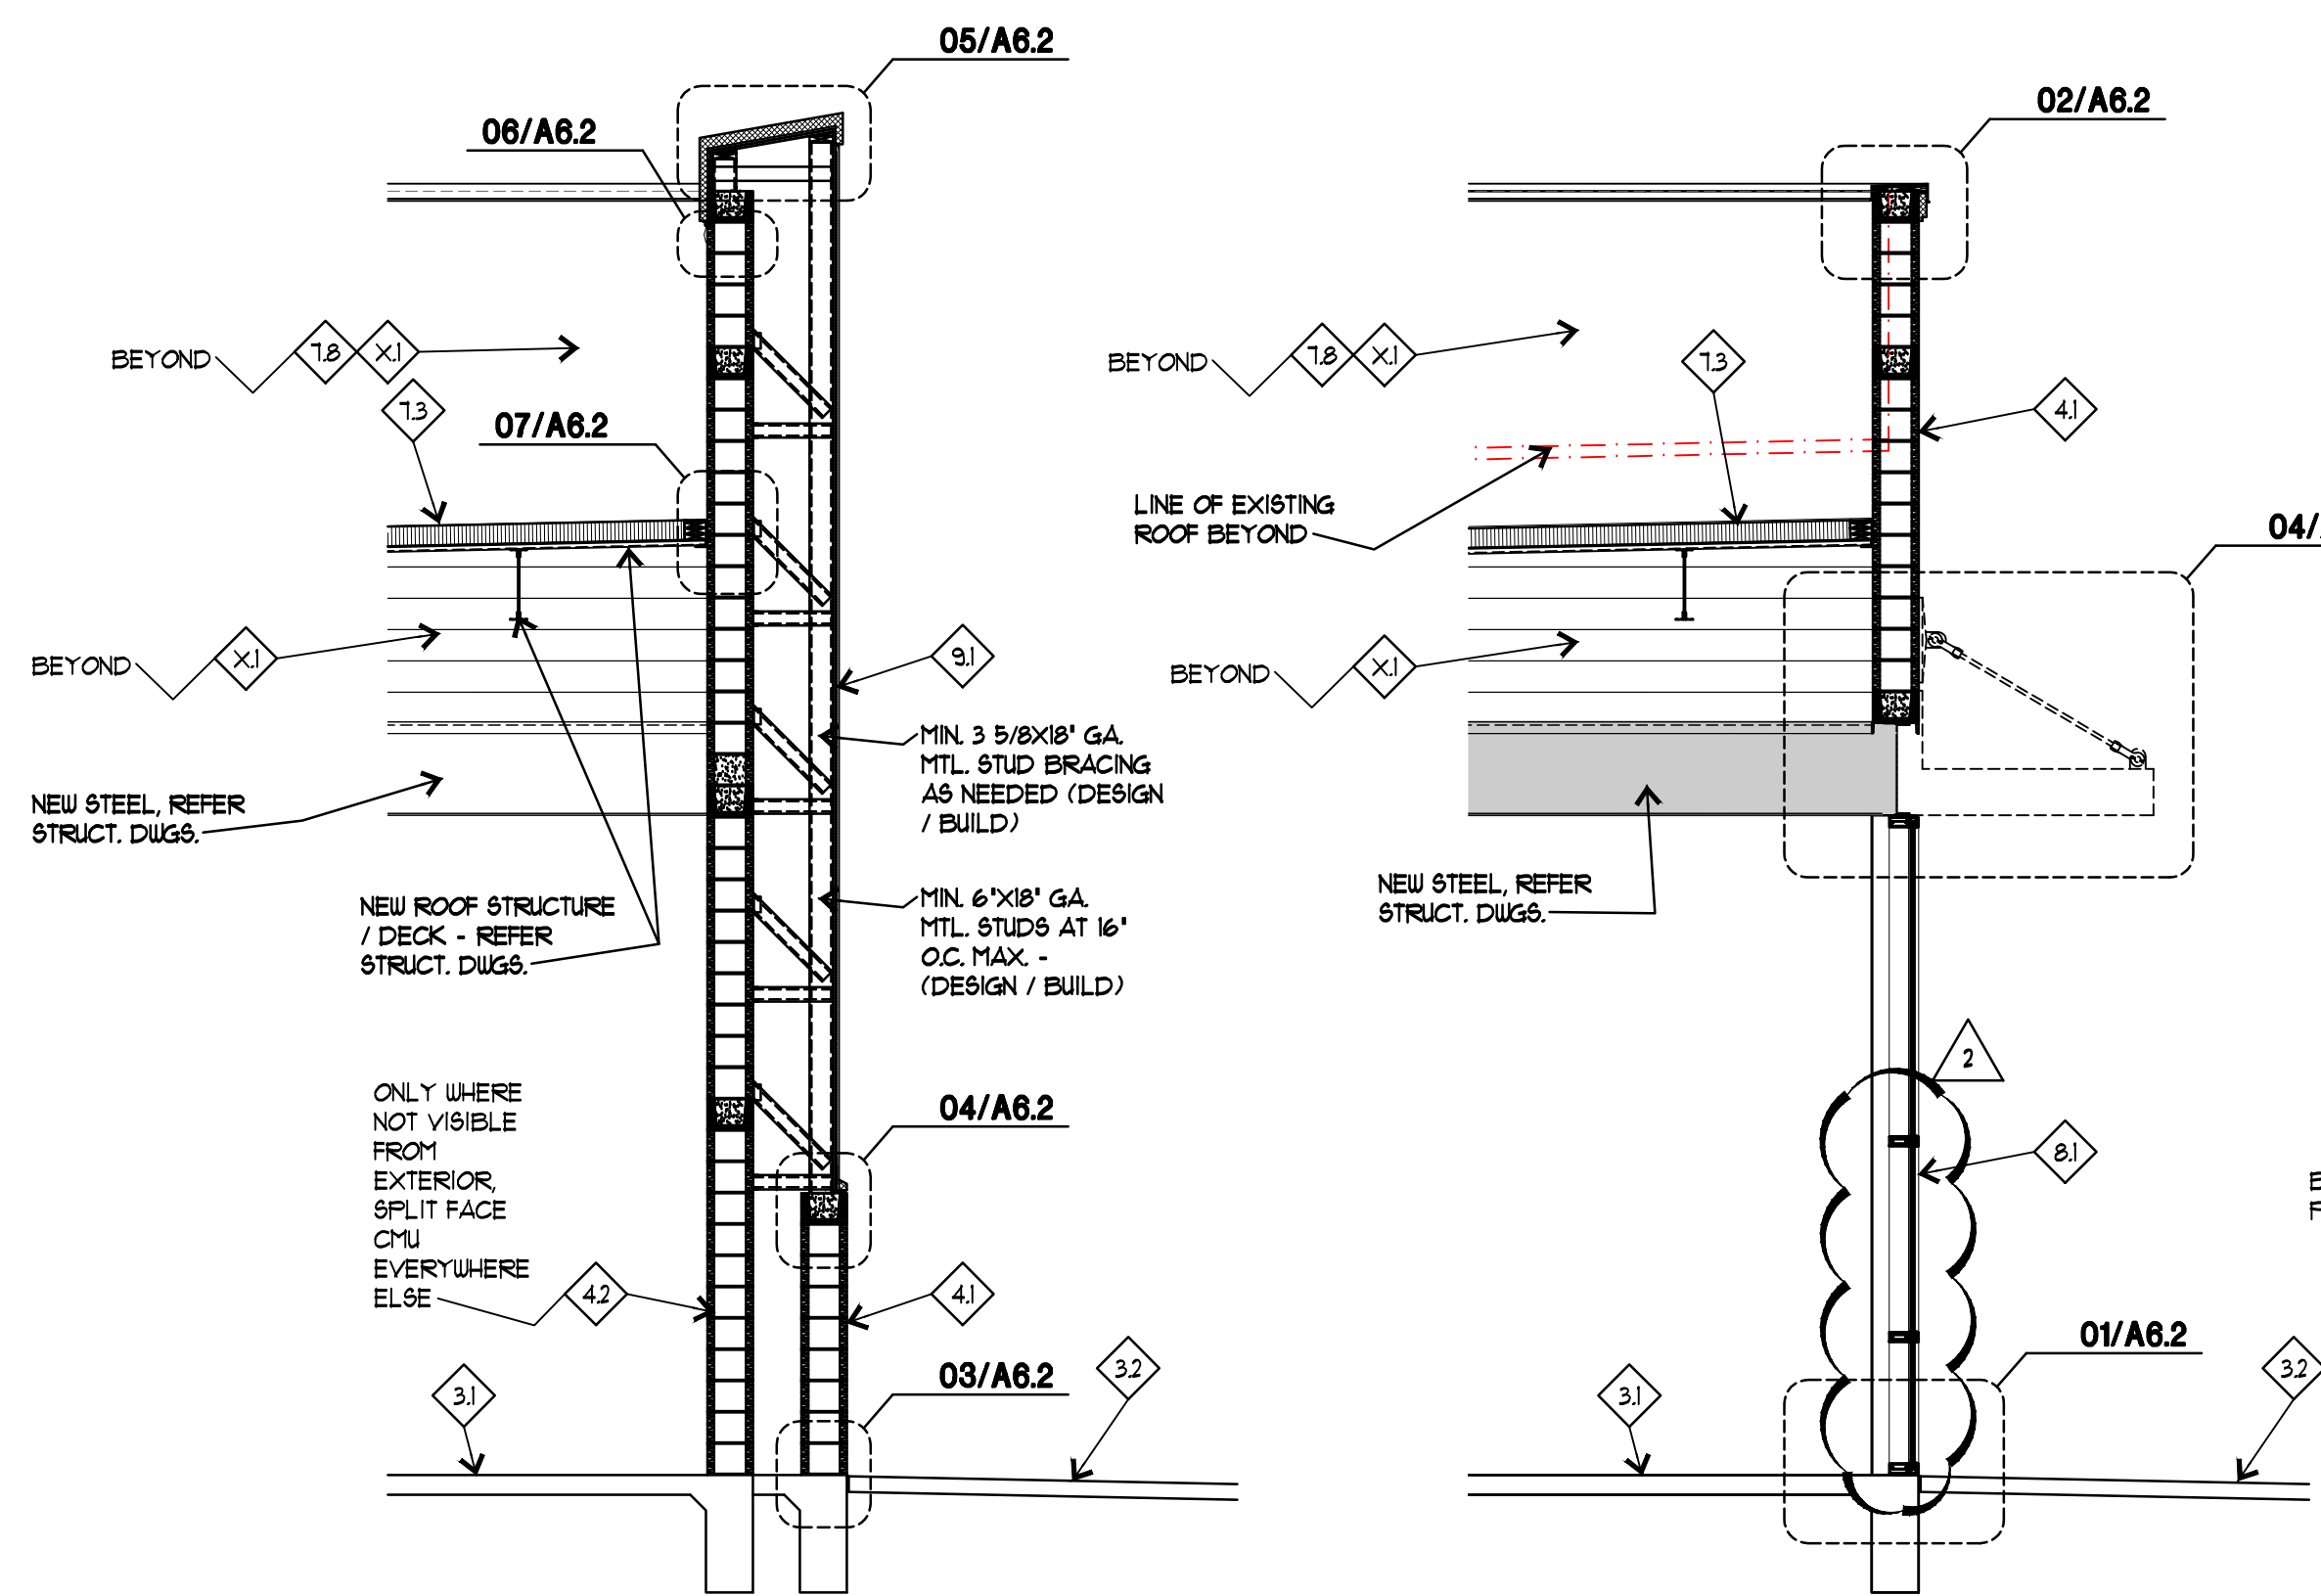 05/A6.2
06/A6.2
BEYOND
7.8
X.1
7.3
07/A6.2
BEYOND
X.1
9.1
MIN. 3 5/8X18" GA.
MTL. STUD BRACING
AS NEEDED (DESIGN
/ BUILD)
NEW STEEL, REFER
STRUCT. DWGS.
NEW ROOF STRUCTURE
/ DECK - REFER
STRUCT. DWGS.
MIN. 6"X18" GA.
MTL. STUDS AT 16"
O.C. MAX. -
(DESIGN / BUILD)
ONLY WHERE
NOT VISIBLE
FROM
EXTERIOR,
SPLIT FACE
CMU
EVERYWHERE
ELSE
4.2
04/A6.2
4.1
03/A6.2
3.1
3.2
02/A6.2
BEYOND
7.8
X.1
7.3
4.1
LINE OF EXISTING
ROOF BEYOND
04/
BEYOND
X.1
NEW STEEL, REFER
STRUCT. DWGS.
2
8.1
01/A6.2
3.1
3.2